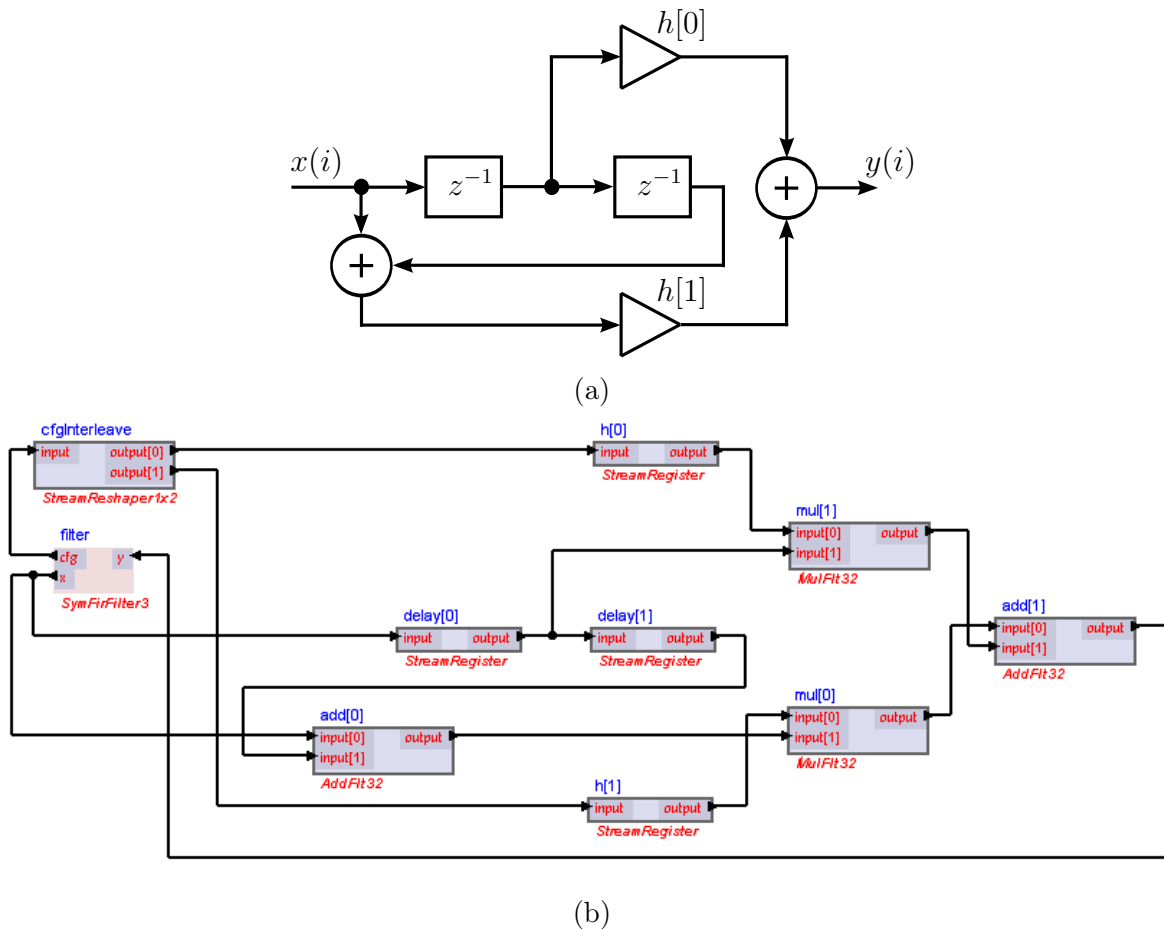 h[0]
x(i)
z⁻¹
z⁻¹
+
y(i)
+
h[1]
(a)
cfgInterleave
input output[0]
output[1]
StreamReshaper1x2
h[0]
input output
StreamRegister
filter
cfg y
x
SymFirFilter3
mul[1]
input[0] output
input[1]
MulFlt32
delay[0]
input output
StreamRegister
delay[1]
input output
StreamRegister
add[1]
input[0] output
input[1]
AddFlt32
add[0]
input[0] output
input[1]
AddFlt32
mul[0]
input[0] output
input[1]
MulFlt32
h[1]
input output
StreamRegister
(b)